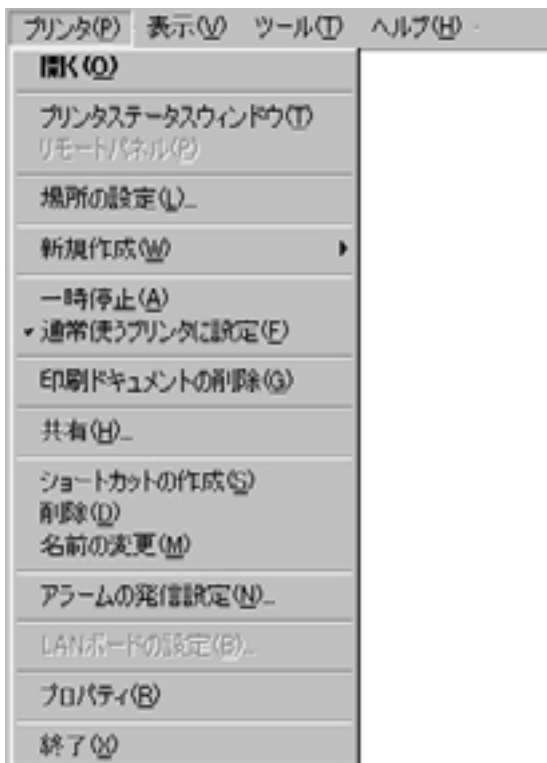 プリンタ(P) 表示(V) ツール(T) ヘルプ(H)
開く(O)
プリンタステータスウィンドウ(T)
リモートパネル(P)
場所の設定(L)...
新規作成(W)
一時停止(A)
通常使うプリンタに設定(F)
印刷ドキュメントの削除(G)
共有(H)...
ショートカットの作成(S)
削除(D)
名前の変更(M)
アラームの発信設定(N)...
LANボードの設定(B)...
プロパティ(R)
終了(X)